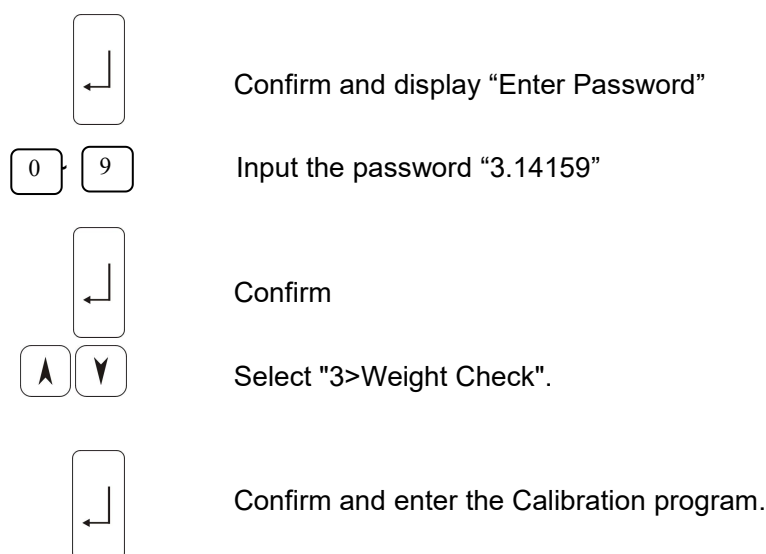 Confirm and display “Enter Password”
0 ~ 9 Input the password “3.14159”
Confirm
Select "3>Weight Check".
Confirm and enter the Calibration program.